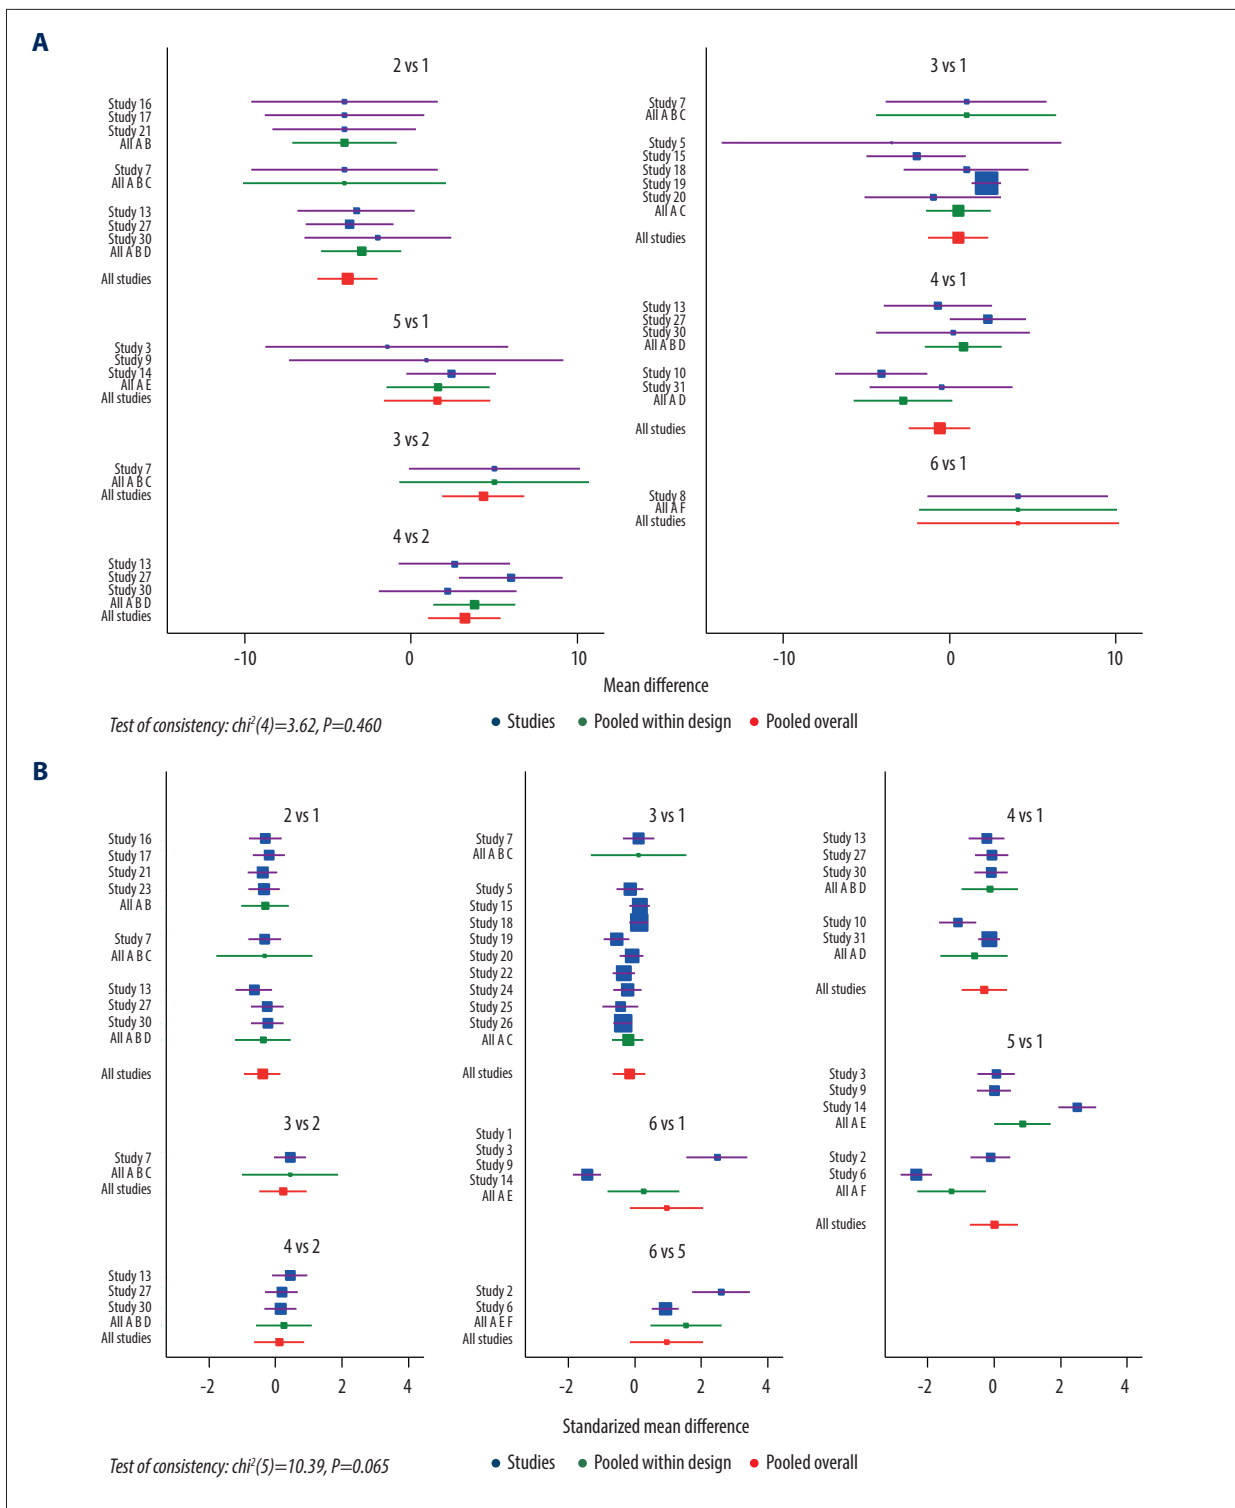 A
2 vs 1
Study 16
Study 17
Study 21
All A B
Study 7
All A B C
Study 13
Study 27
Study 30
All A B D
All studies
5 vs 1
Study 3
Study 9
Study 14
All A E
All studies
3 vs 2
Study 7
All A B C
All studies
4 vs 2
Study 13
Study 27
Study 30
All A B D
All studies
-10 0 10
3 vs 1
Study 7
All A B C
Study 5
Study 15
Study 18
Study 19
Study 20
All A C
All studies
4 vs 1
Study 13
Study 27
Study 30
All A B D
Study 10
Study 31
All A D
All studies
6 vs 1
Study 8
All A F
All studies
-10 0 10
Mean difference
Test of consistency: chi²(4)=3.62, P=0.460
Studies Pooled within design Pooled overall
B
2 vs 1
Study 16
Study 17
Study 21
Study 23
All A B
Study 7
All A B C
Study 13
Study 27
Study 30
All A B D
All studies
3 vs 2
Study 7
All A B C
All studies
4 vs 2
Study 13
Study 27
Study 30
All A B D
All studies
-2 0 2 4
3 vs 1
Study 7
All A B C
Study 5
Study 15
Study 18
Study 19
Study 20
Study 22
Study 24
Study 25
Study 26
All A C
All studies
6 vs 1
Study 1
Study 3
Study 9
Study 14
All A E
6 vs 5
Study 2
Study 6
All A E F
All studies
-2 0 2 4
4 vs 1
Study 13
Study 27
Study 30
All A B D
Study 10
Study 31
All A D
All studies
5 vs 1
Study 3
Study 9
Study 14
All A E
Study 2
Study 6
All A F
All studies
-2 0 2 4
Standarized mean difference
Test of consistency: chi²(5)=10.39, P=0.065
Studies Pooled within design Pooled overall